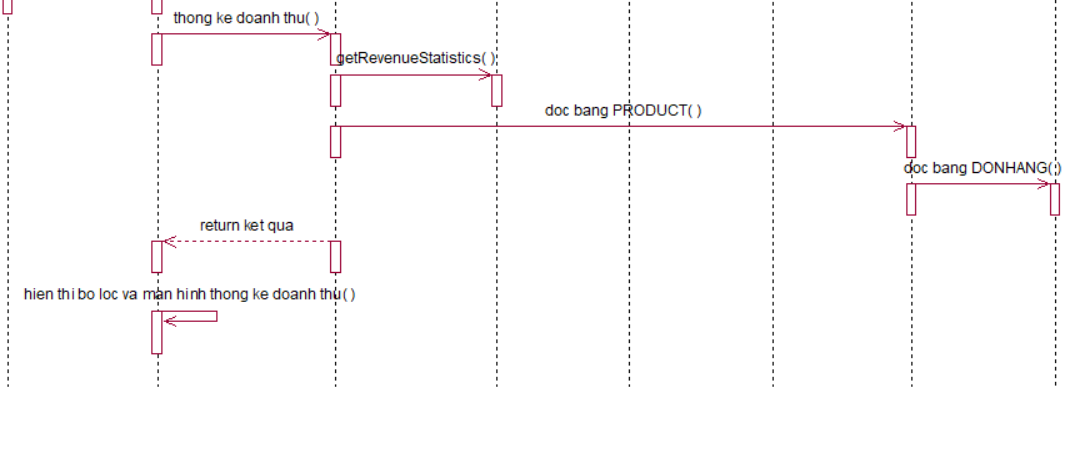 thong ke doanh thu( )
getRevenueStatistics( )
doc bang PRODUCT( )
doc bang DONHANG( )
return ket qua
hien thi bo loc va man hinh thong ke doanh thu( )